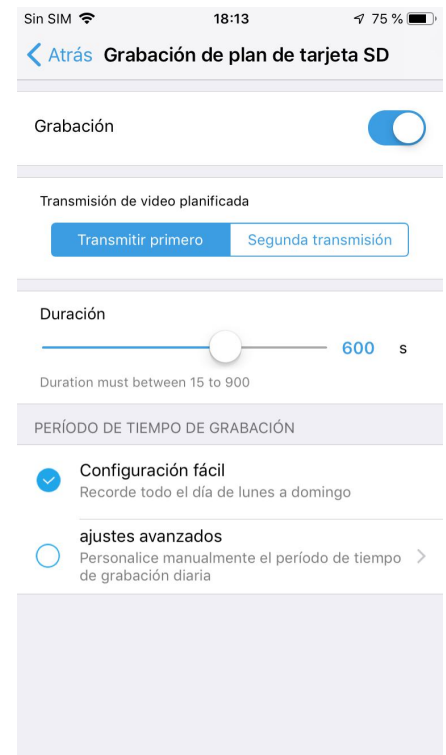 Sin SIM 18:13 75 %
Atrás Grabación de plan de tarjeta SD
Grabación
Transmisión de video planificada
Transmitir primero Segunda transmisión
Duración
600 s
Duration must between 15 to 900
PERÍODO DE TIEMPO DE GRABACIÓN
Configuración fácil
Recorde todo el día de lunes a domingo
ajustes avanzados
Personalice manualmente el período de tiempo
de grabación diaria